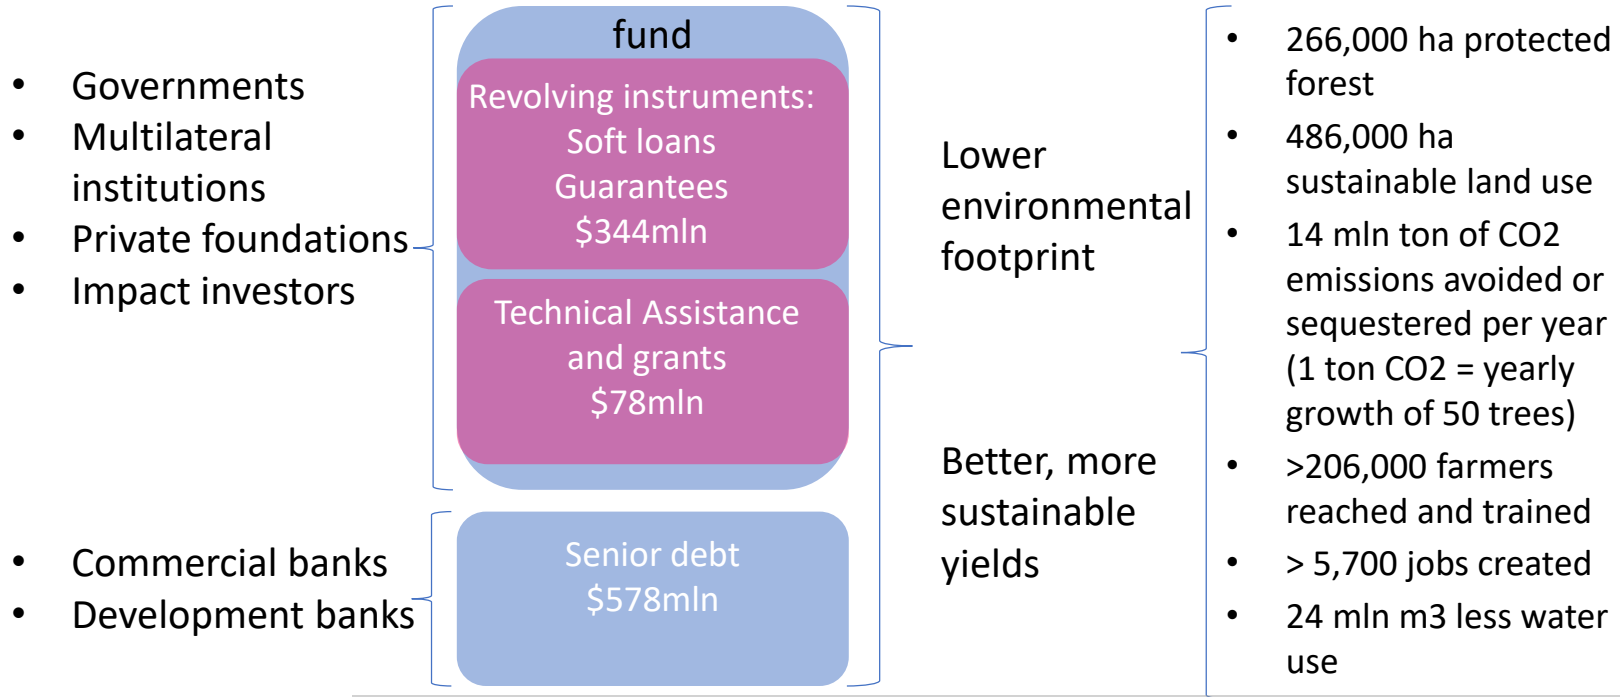 • Governments
• Multilateral
institutions
• Private foundations
• Impact investors
• Commercial banks
• Development banks
fund
Revolving instruments:
Soft loans
Guarantees
$344mln
Technical Assistance
and grants
$78mln
Senior debt
$578mln
Lower
environmental
footprint
Better, more
sustainable
yields
• 266,000 ha protected
forest
• 486,000 ha
sustainable land use
• 14 mln ton of CO2
emissions avoided or
sequestered per year
(1 ton CO2 = yearly
growth of 50 trees)
• >206,000 farmers
reached and trained
• > 5,700 jobs created
• 24 mln m3 less water
use